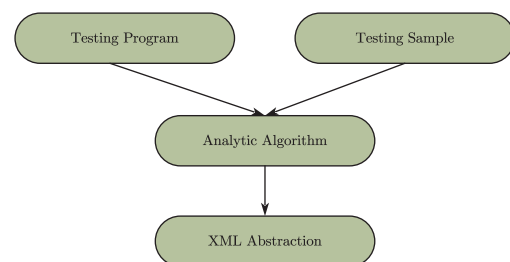 Testing Program
Testing Sample
Analytic Algorithm
XML Abstraction